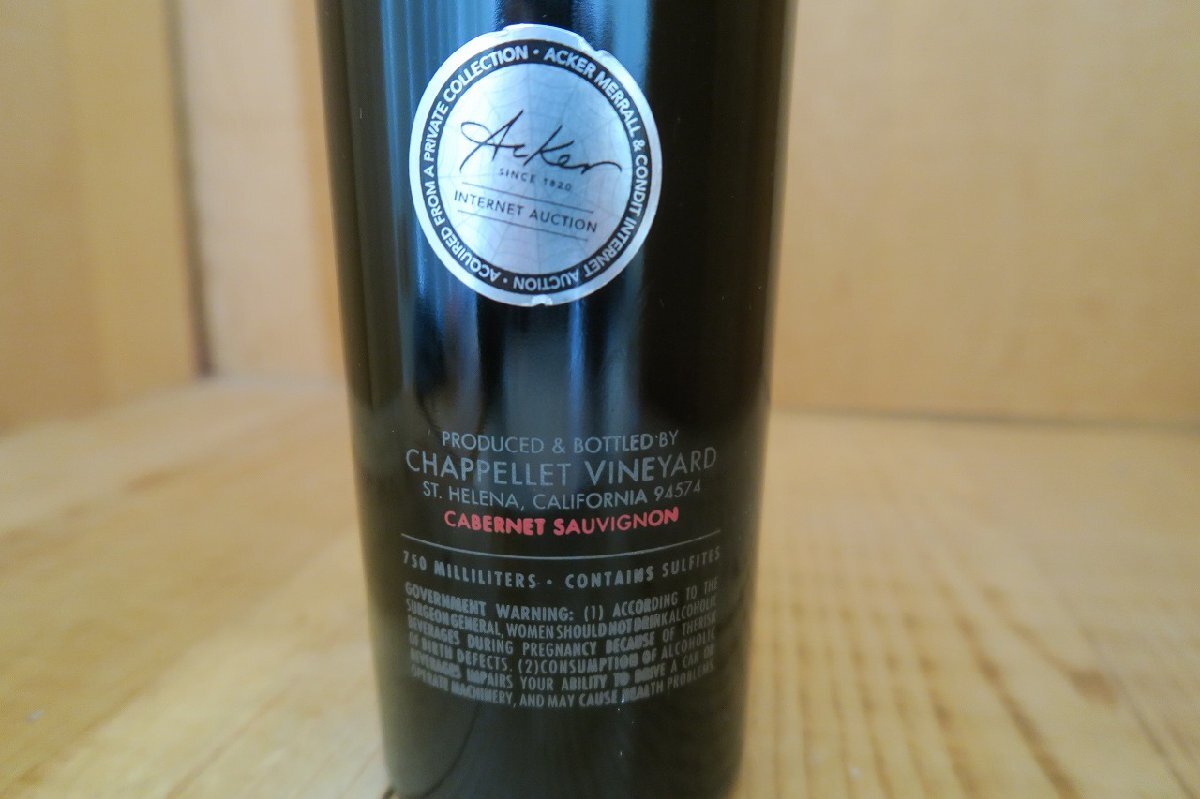 ACQUIRED FROM A PRIVATE COLLECTION · ACKER MERRALL & CONDIT INTERNET AUCTION ·
Acker
SINCE 1820
INTERNET AUCTION
PRODUCED & BOTTLED BY
CHAPPELLET VINEYARD
ST. HELENA, CALIFORNIA 94574
CABERNET SAUVIGNON
750 MILLILITERS · CONTAINS SULFITES
GOVERNMENT WARNING: (1) ACCORDING TO THE
SURGEON GENERAL, WOMEN SHOULD NOT DRINK ALCOHOLIC
BEVERAGES DURING PREGNANCY BECAUSE OF THE RISK
OF BIRTH DEFECTS. (2) CONSUMPTION OF ALCOHOLIC
BEVERAGES IMPAIRS YOUR ABILITY TO DRIVE A CAR OR
OPERATE MACHINERY, AND MAY CAUSE HEALTH PROBLEMS.